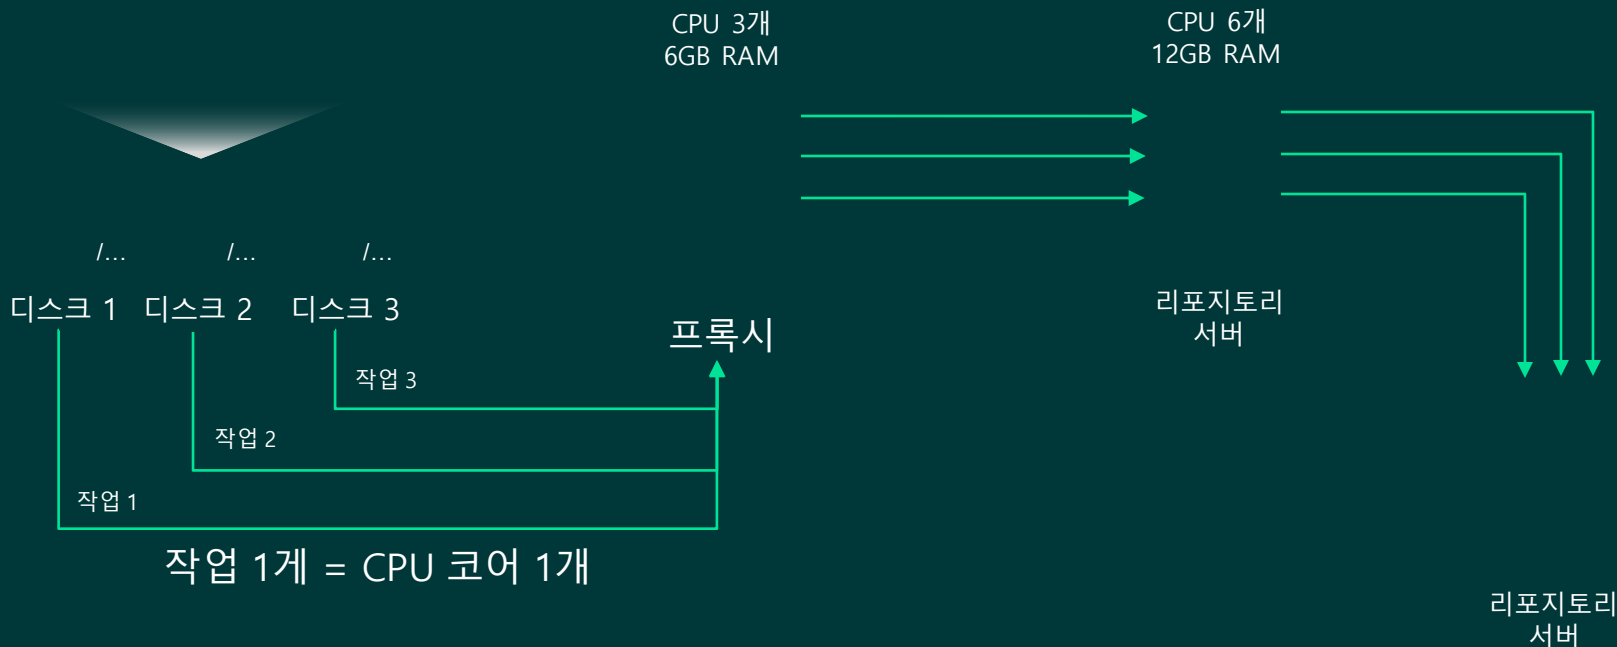 CPU 3개
6GB RAM
CPU 6개
12GB RAM
/...
/...
/...
디스크 1
디스크 2
디스크 3
프록시
리포지토리
서버
작업 3
작업 2
작업 1
작업 1게 = CPU 코어 1개
리포지토리
서버